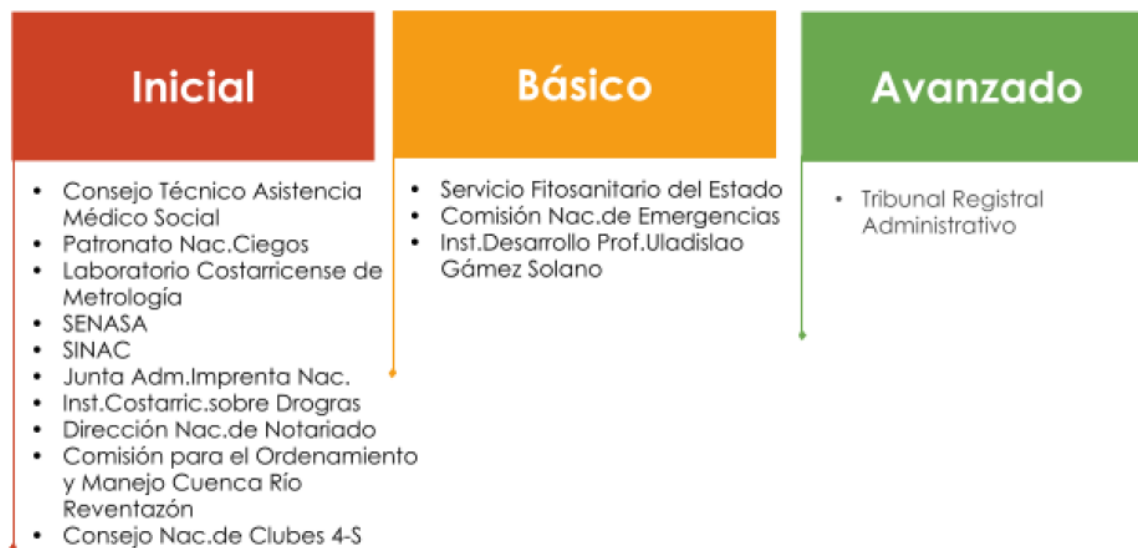 Inicial
• Consejo Técnico Asistencia
Médico Social
• Patronato Nac.Ciegos
• Laboratorio Costarricense de
Metrología
• SENASA
• SINAC
• Junta Adm.Imprenta Nac.
• Inst.Costarric.sobre Drogras
• Dirección Nac.de Notariado
• Comisión para el Ordenamiento
y Manejo Cuenca Río
Reventazón
• Consejo Nac.de Clubes 4-S
Básico
• Servicio Fitosanitario del Estado
• Comisión Nac.de Emergencias
• Inst.Desarrollo Prof.Uladislao
Gámez Solano
Avanzado
• Tribunal Registral
Administrativo